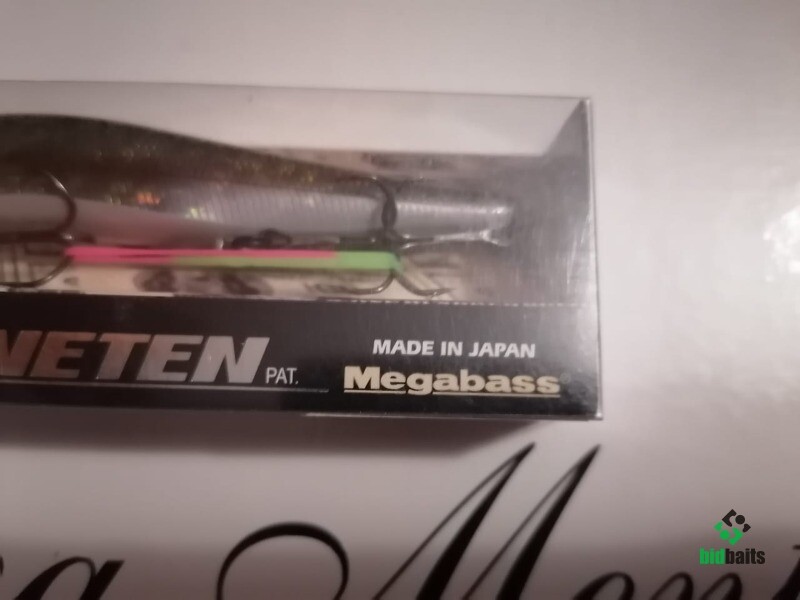 NETEN PAT.
MADE IN JAPAN
Megabass
bidbaits